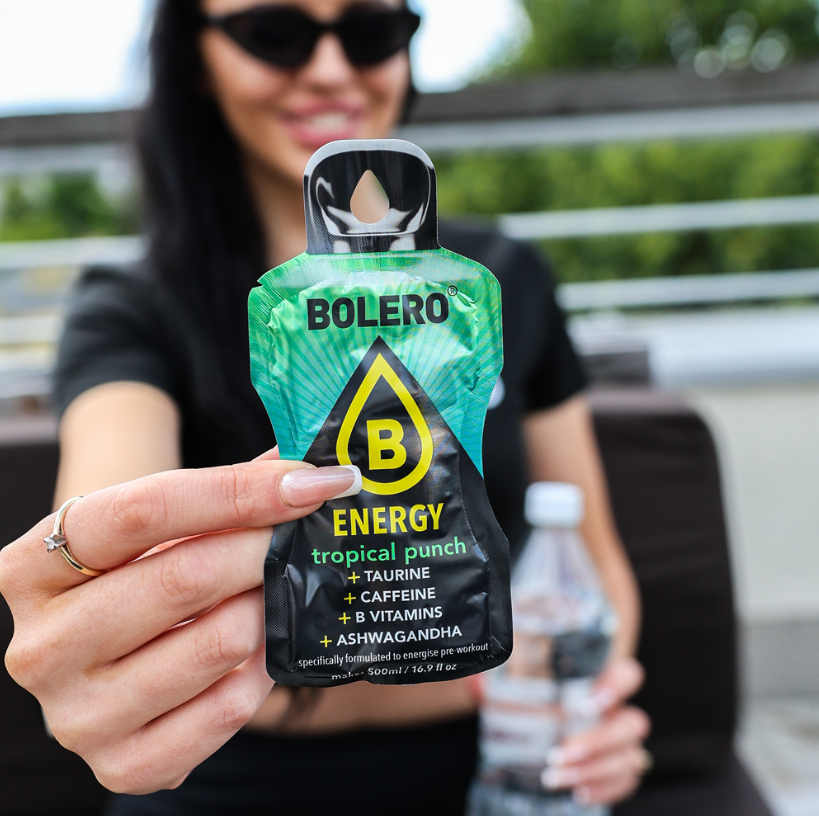 BOLERO®
B
ENERGY
tropical punch
+ TAURINE
+ CAFFEINE
+ B VITAMINS
+ ASHWAGANDHA
specifically formulated to energise pre-workout
makes 500ml / 16.9 fl oz